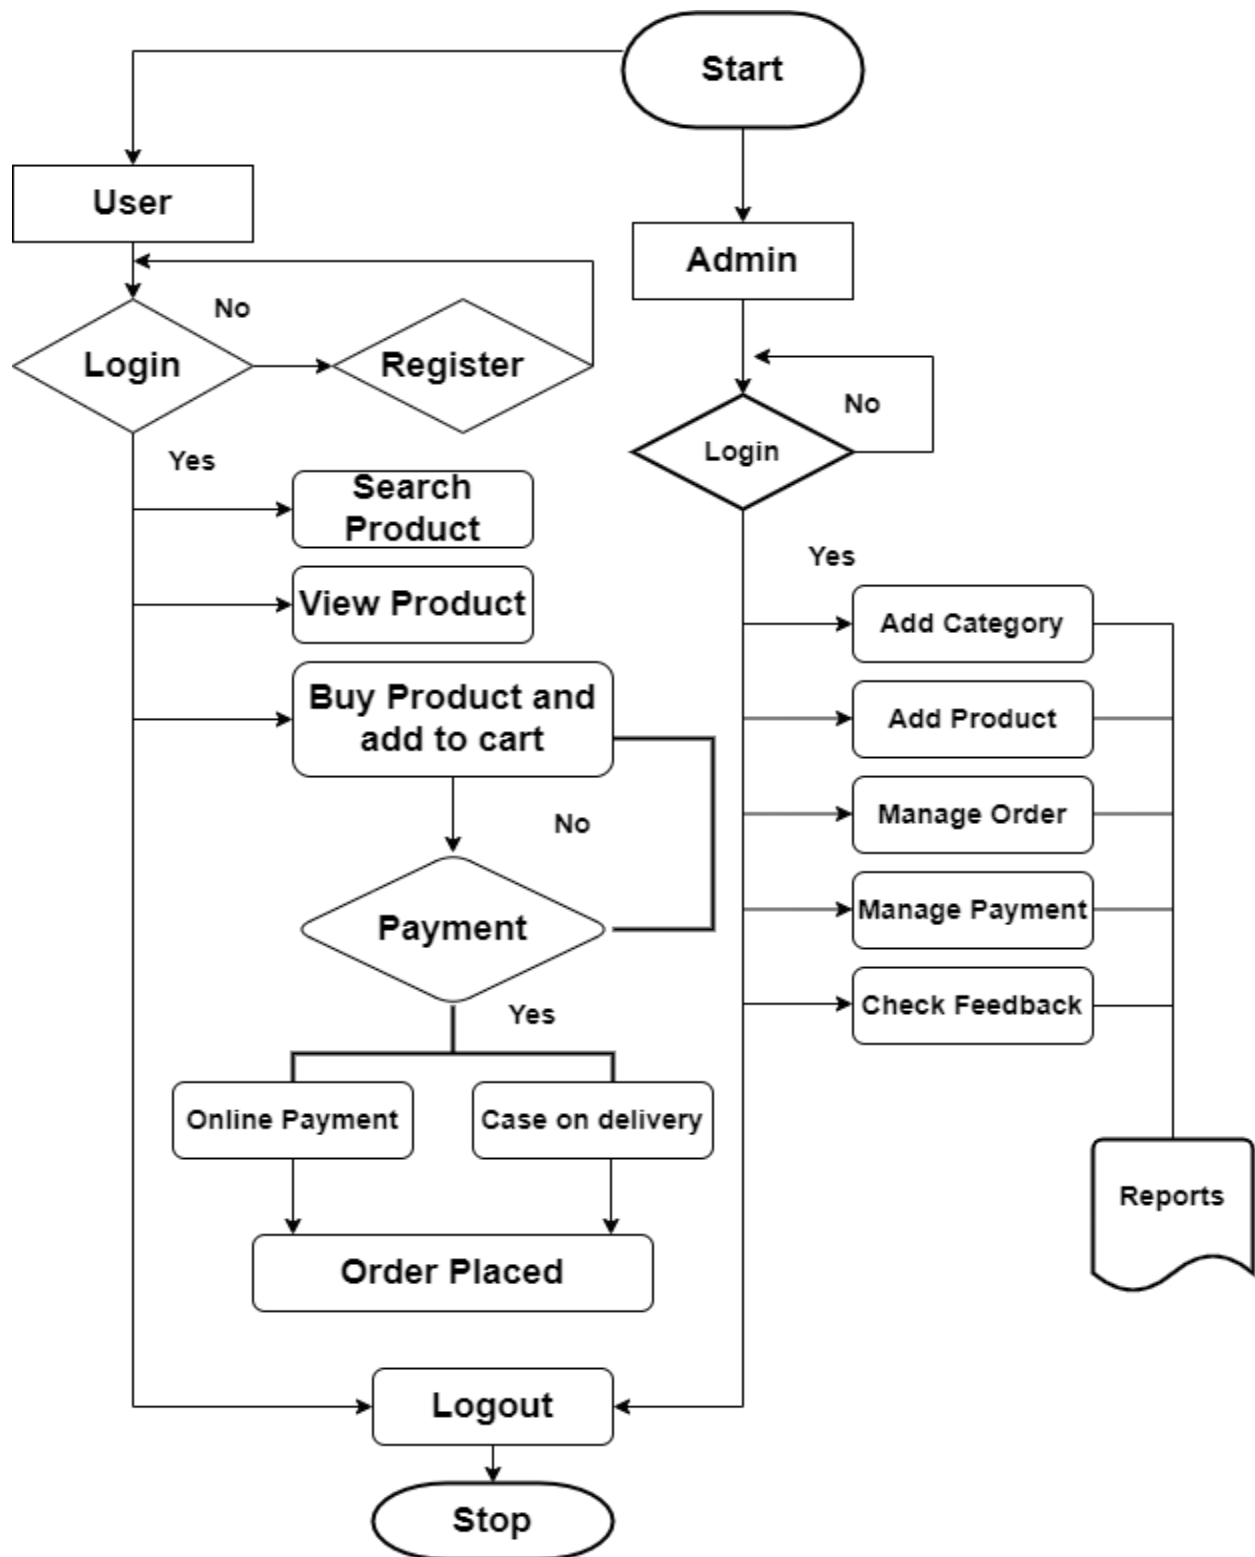 Start
User
Admin
No
Login
Register
No
Login
Yes
Search
Product
Yes
View Product
Add Category
Buy Product and
add to cart
Add Product
No
Manage Order
Payment
Manage Payment
Yes
Check Feedback
Online Payment
Case on delivery
Reports
Order Placed
Logout
Stop